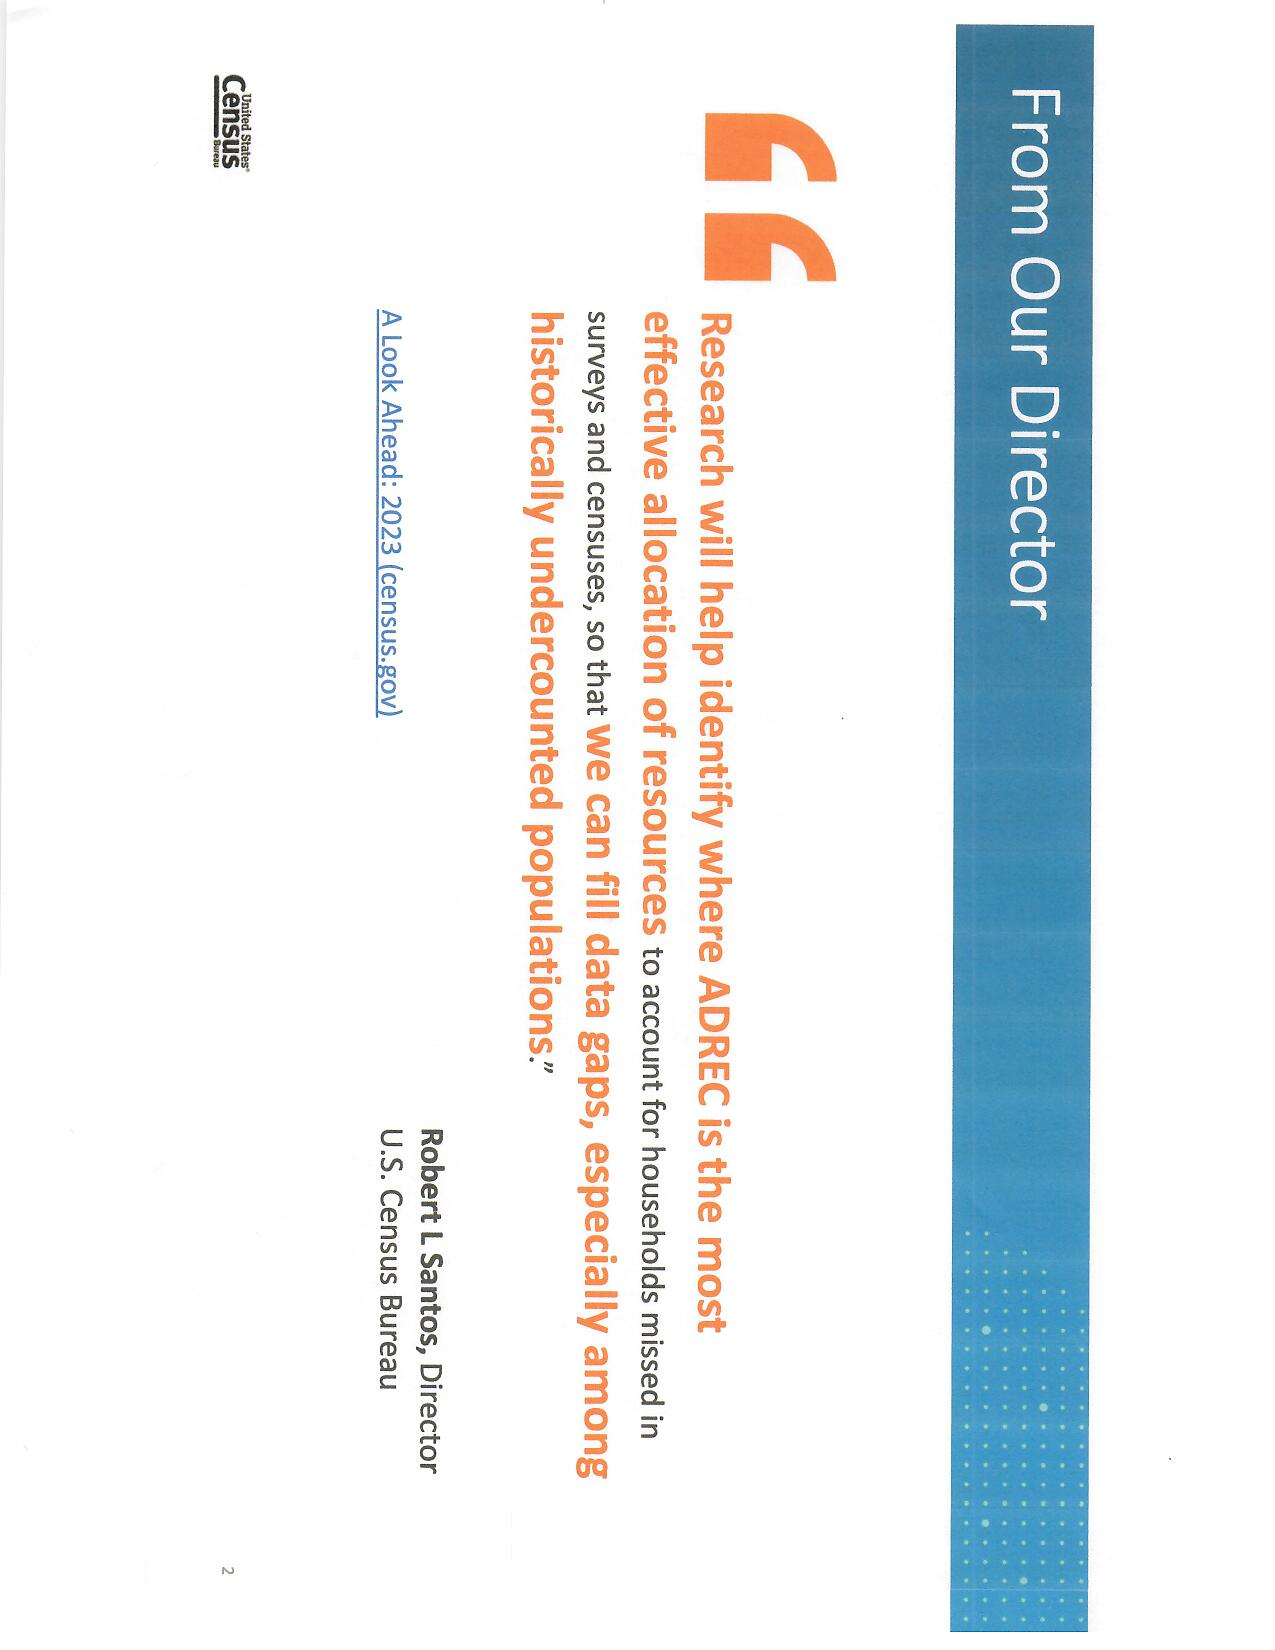 From Our Director
Research will help identify where ADREC is the most
effective allocation of resources to account for households missed in
surveys and censuses, so that we can fill data gaps, especially among
historically undercounted populations.”
Robert L Santos, Director
U.S. Census Bureau
A Look Ahead: 2023 (census.gov)
United States®
Census
Bureau
2